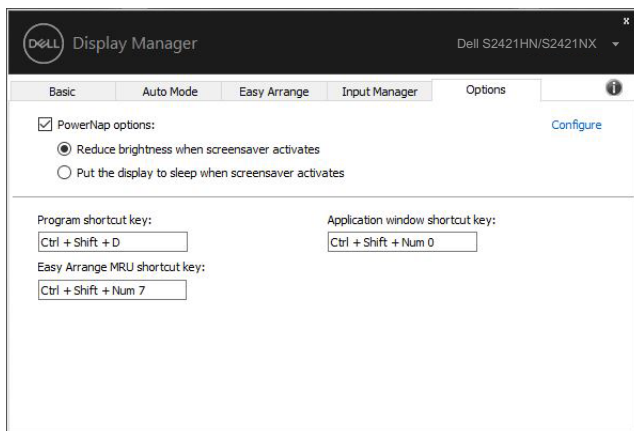 x
DELL Display Manager Dell S2421HN/S2421NX
Basic Auto Mode Easy Arrange Input Manager Options i
PowerNap options: Configure
Reduce brightness when screensaver activates
Put the display to sleep when screensaver activates
Program shortcut key: Application window shortcut key:
Ctrl + Shift + D Ctrl + Shift + Num 0
Easy Arrange MRU shortcut key:
Ctrl + Shift + Num 7